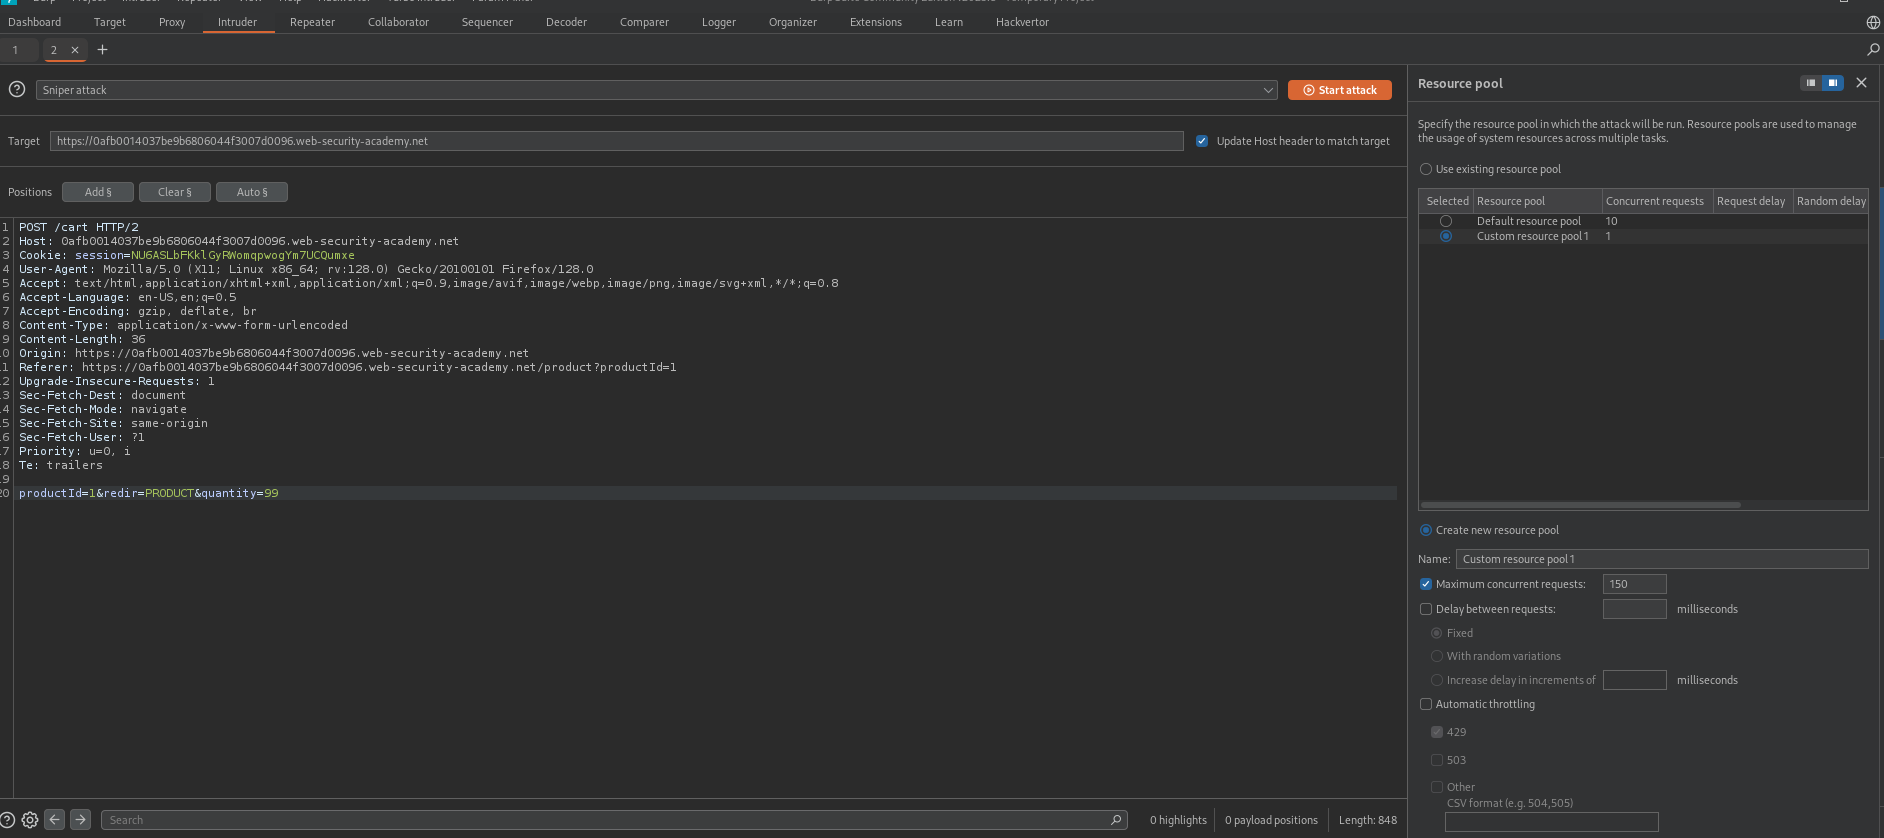 Dashboard Target Proxy Intruder Repeater Collaborator Sequencer Decoder Comparer Logger Organizer Extensions Learn Hackvertor
1 2 × +
Sniper attack
Start attack
Target https://0afb0014037be9b6806044f3007d0096.web-security-academy.net
Update Host header to match target
Positions Add § Clear § Auto §
1 POST /cart HTTP/2
2 Host: 0afb0014037be9b6806044f3007d0096.web-security-academy.net
3 Cookie: session=NU6ASLbFKklGyRWomqpwogYm7UCQumxe
4 User-Agent: Mozilla/5.0 (X11; Linux x86_64; rv:128.0) Gecko/20100101 Firefox/128.0
5 Accept: text/html,application/xhtml+xml,application/xml;q=0.9,image/avif,image/webp,image/png,image/svg+xml,*/*;q=0.8
6 Accept-Language: en-US,en;q=0.5
7 Accept-Encoding: gzip, deflate, br
8 Content-Type: application/x-www-form-urlencoded
9 Content-Length: 36
10 Origin: https://0afb0014037be9b6806044f3007d0096.web-security-academy.net
11 Referer: https://0afb0014037be9b6806044f3007d0096.web-security-academy.net/product?productId=1
12 Upgrade-Insecure-Requests: 1
13 Sec-Fetch-Dest: document
14 Sec-Fetch-Mode: navigate
15 Sec-Fetch-Site: same-origin
16 Sec-Fetch-User: ?1
17 Priority: u=0, i
18 Te: trailers
19
20 productId=1&redir=PRODUCT&quantity=99
Search
0 highlights 0 payload positions Length: 848
Resource pool
Specify the resource pool in which the attack will be run. Resource pools are used to manage
the usage of system resources across multiple tasks.
Use existing resource pool
Selected Resource pool Concurrent requests Request delay Random delay
Default resource pool 10
Custom resource pool 1 1
Create new resource pool
Name: Custom resource pool 1
Maximum concurrent requests: 150
Delay between requests: milliseconds
Fixed
With random variations
Increase delay in increments of milliseconds
Automatic throttling
429
503
Other
CSV format (e.g. 504,505)